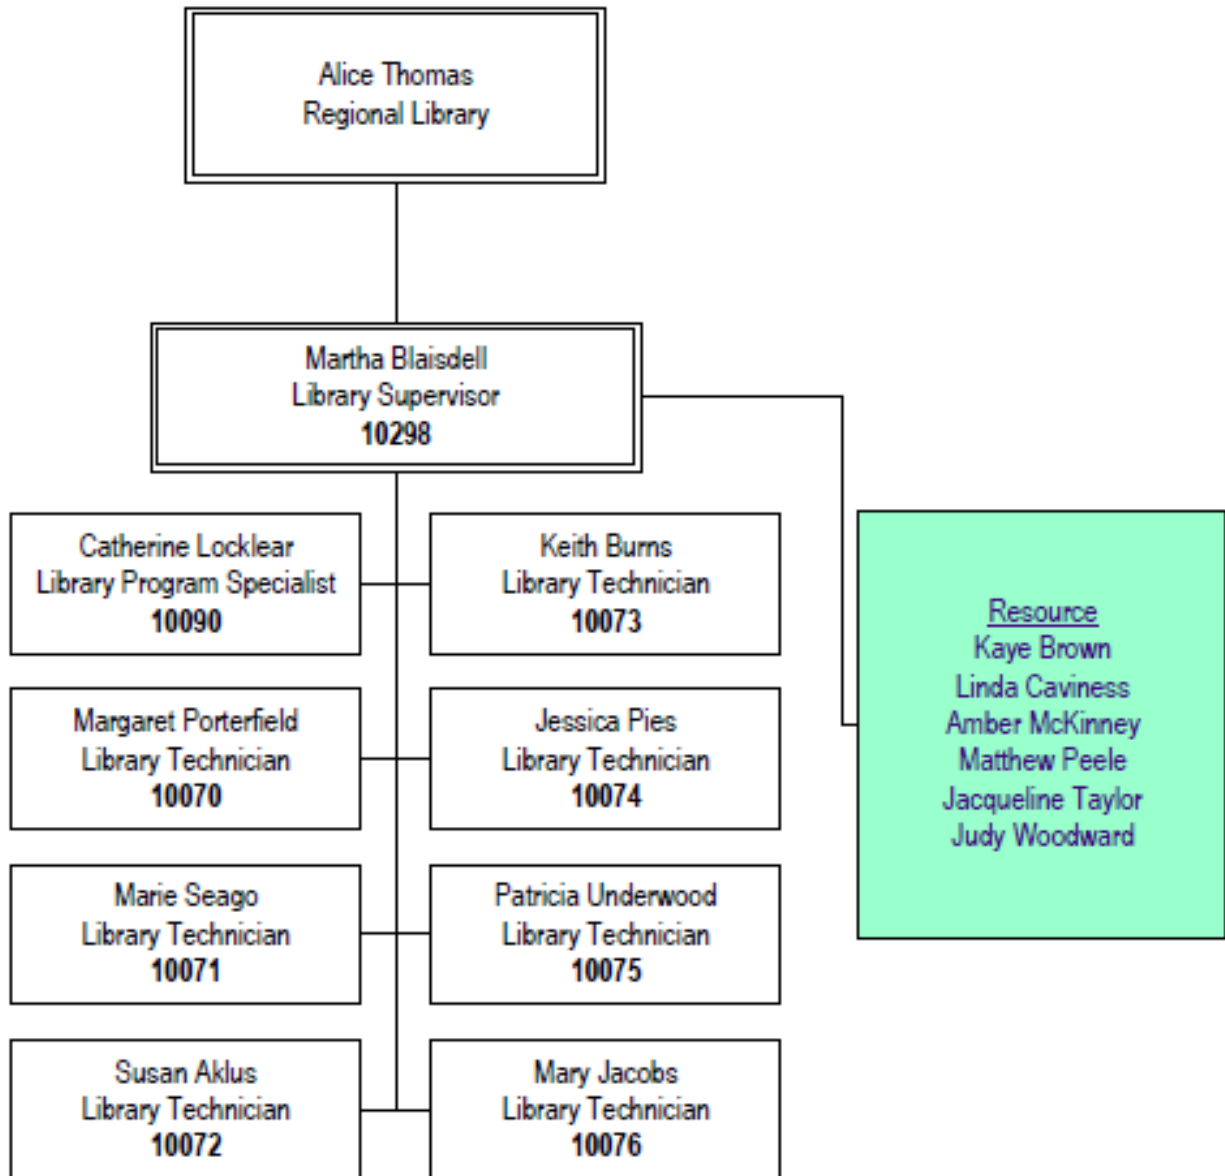 Alice Thomas
Regional Library
Martha Blaisdell
Library Supervisor
10298
Catherine Locklear
Library Program Specialist
10090
Keith Burns
Library Technician
10073
Margaret Porterfield
Library Technician
10070
Jessica Pies
Library Technician
10074
Marie Seago
Library Technician
10071
Patricia Underwood
Library Technician
10075
Susan Aklus
Library Technician
10072
Mary Jacobs
Library Technician
10076
Resource
Kaye Brown
Linda Caviness
Amber McKinney
Matthew Peele
Jacqueline Taylor
Judy Woodward